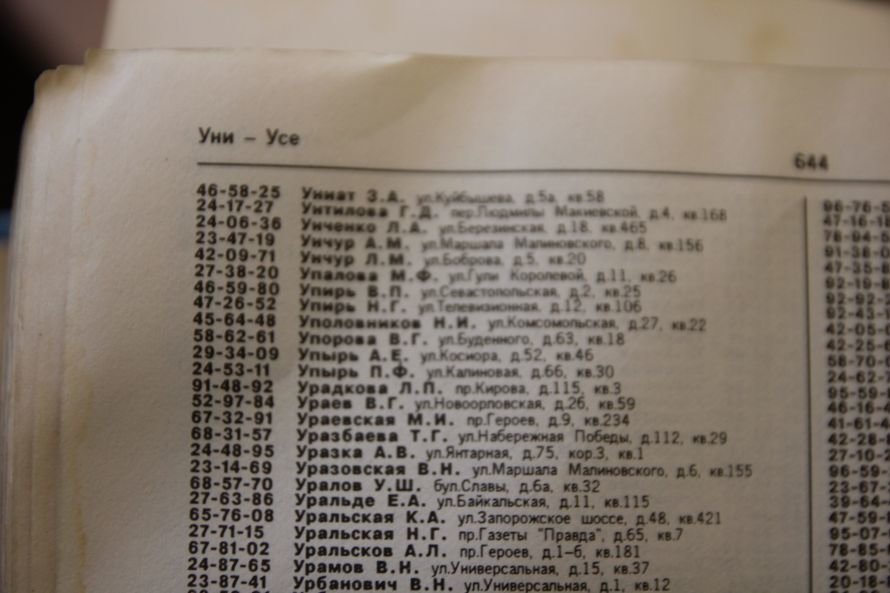 Уни – Усе
644
46-58-25 Униат З.А. ул.Куйбышева, д.5а, кв.58
24-17-27 Унтилова Г.Д. пер.Людмилы Макиевской, д.4, кв.168
24-06-36 Унченко Л.А. ул.Березинская, д.18, кв.465
23-47-19 Унчур А.М. ул.Маршала Малиновского, д.8, кв.156
42-09-71 Унчур Л.М. ул.Боброва, д.5, кв.20
27-38-20 Упалова М.Ф. ул.Гули Королевой, д.11, кв.26
46-59-80 Упирь В.П. ул.Севастопольская, д.2, кв.25
47-26-52 Упирь Н.Г. ул.Телевизионная, д.12, кв.106
45-64-48 Уполовников Н.И. ул.Комсомольская, д.27, кв.22
58-62-61 Упорова В.Г. ул.Буденного, д.63, кв.18
29-34-09 Упырь А.Е. ул.Косиора, д.52, кв.46
24-53-11 Упырь П.Ф. ул.Калиновая, д.66, кв.30
91-48-92 Урадкова Л.П. пр.Кирова, д.115, кв.3
52-97-84 Ураев В.Г. ул.Новоорловская, д.26, кв.59
67-32-91 Ураевская М.И. пр.Героев, д.9, кв.234
68-31-57 Уразбаева Т.Г. ул.Набережная Победы, д.112, кв.29
24-48-95 Уразка А.В. ул.Янтарная, д.75, кор.3, кв.1
23-14-69 Уразовская В.Н. ул.Маршала Малиновского, д.6, кв.155
68-57-70 Уралов У.Ш. бул.Славы, д.6а, кв.32
27-63-86 Уральде Е.А. ул.Байкальская, д.11, кв.115
65-76-08 Уральская К.А. ул.Запорожское шоссе, д.48, кв.421
27-71-15 Уральская Н.Г. пр.Газеты "Правда", д.65, кв.7
67-81-02 Уральсков А.Л. пр.Героев, д.1-6, кв.181
24-87-65 Урамов В.Н. ул.Универсальная, д.15, кв.37
23-87-41 Урбанович В.Н. ул.Универсальная, д.1, кв.12